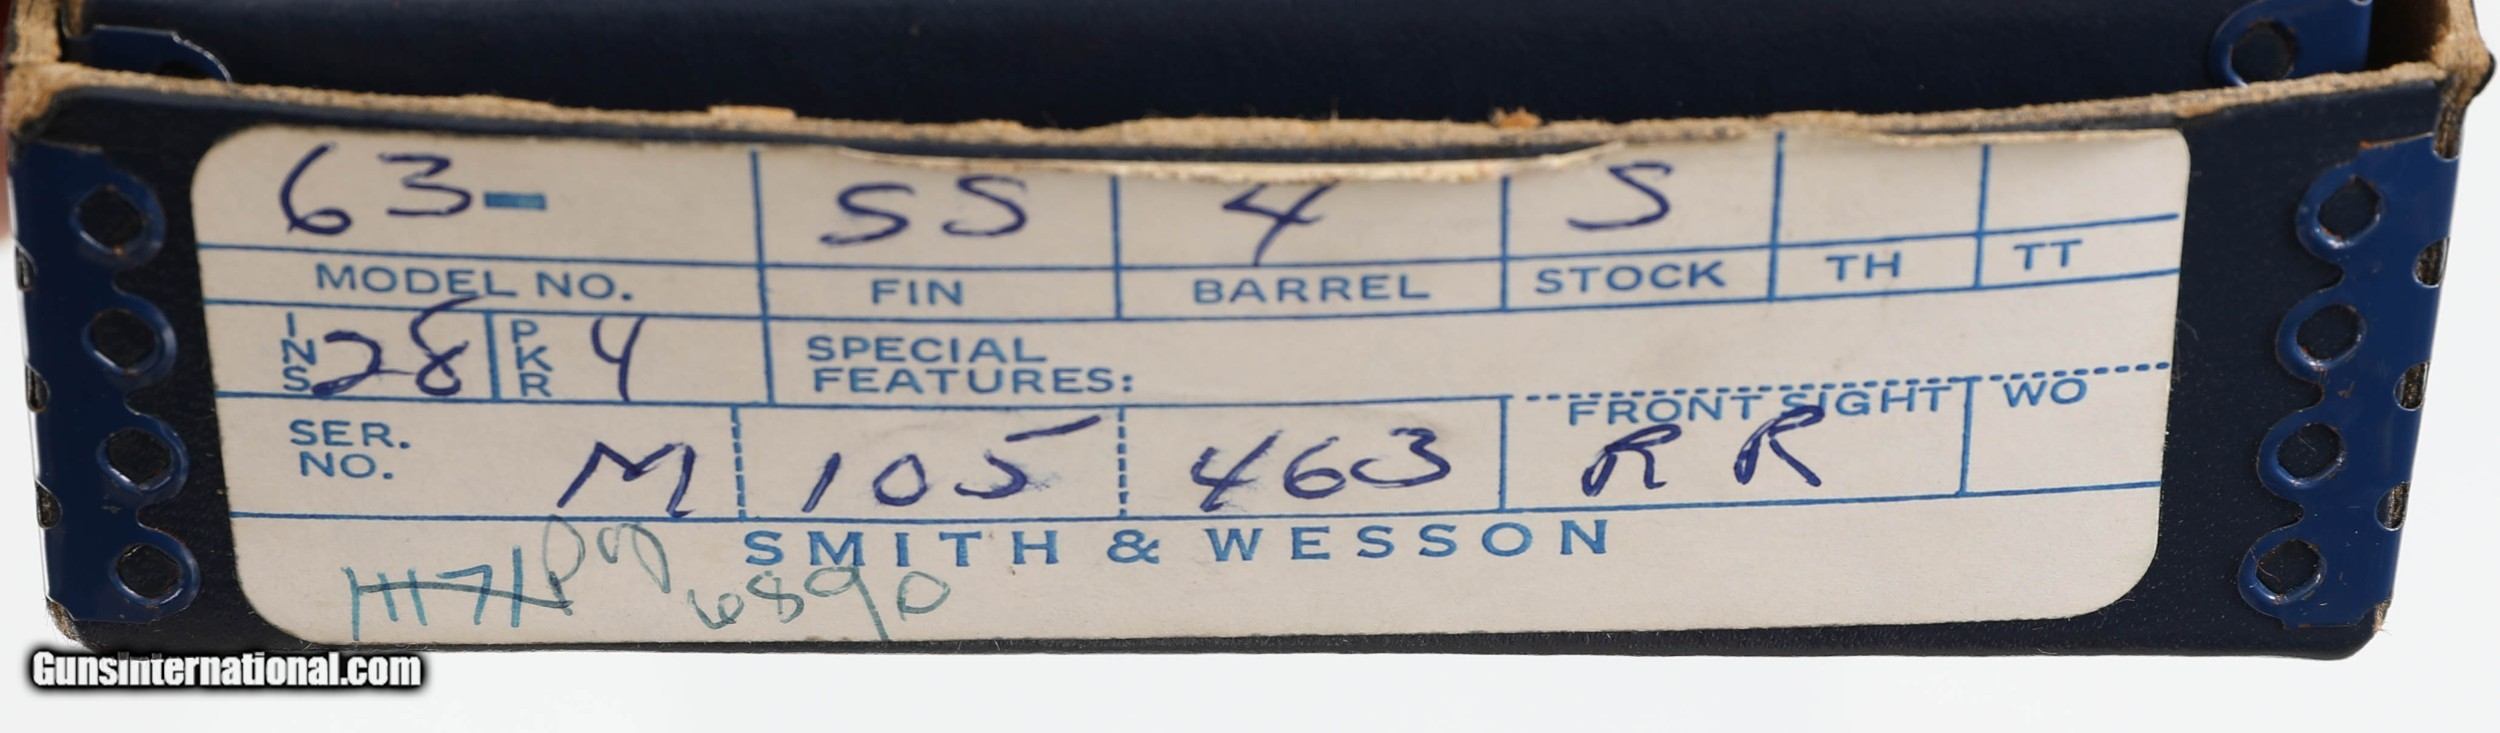 63- SS 4 S
MODEL NO. FIN BARREL STOCK TH TT
INS 28 PKR 4 SPECIAL FEATURES:
FRONT SIGHT WO
SER. NO. M 105 463 RR
SMITH & WESSON
6890
GunsInternational.com